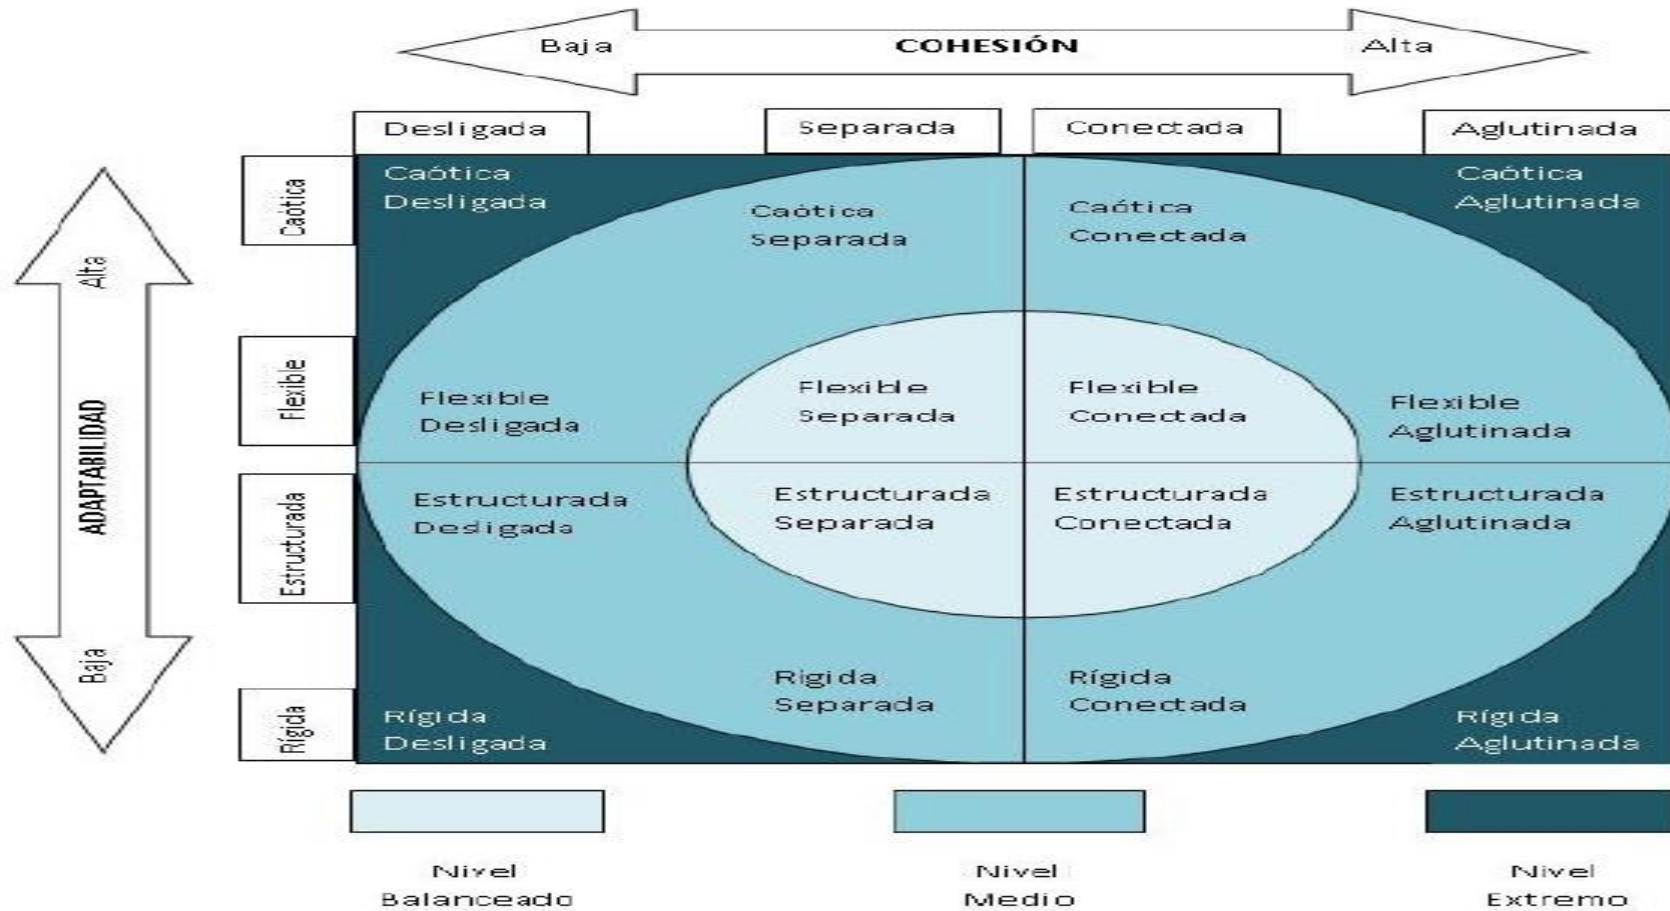 Baja COHESIÓN Alta
Desligada Separada Conectada Aglutinada
Alta
ADAPTABILIDAD
Baja
Caótica
Flexible
Estructurada
Rígida
Caótica
Desligada
Caótica
Separada
Caótica
Conectada
Caótica
Aglutinada
Flexible
Desligada
Flexible
Separada
Flexible
Conectada
Flexible
Aglutinada
Estructurada
Desligada
Estructurada
Separada
Estructurada
Conectada
Estructurada
Aglutinada
Rígida
Desligada
Rígida
Separada
Rígida
Conectada
Rígida
Aglutinada
Nivel
Balanceado
Nivel
Medio
Nivel
Extremo